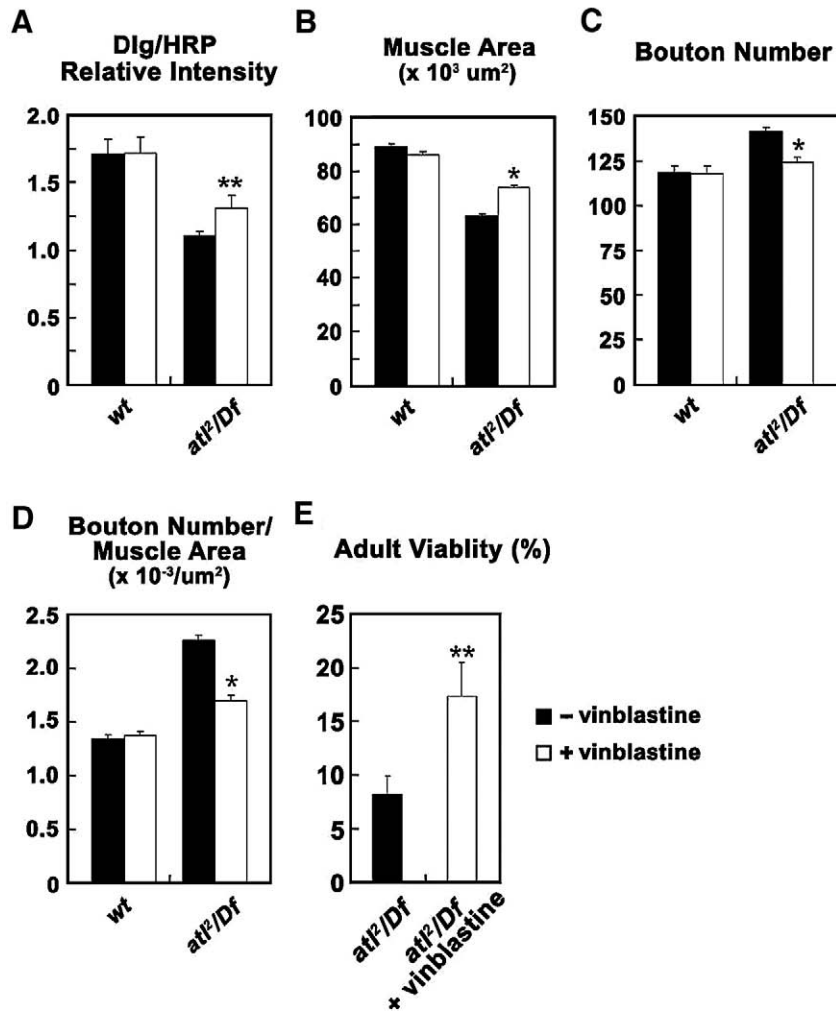 A
Dlg/HRP
Relative Intensity
2.0
1.5
1.0
0.5
0
wt
atl²/Df
**
B
Muscle Area
(x 10³ um²)
100
80
60
40
20
0
wt
atl²/Df
*
C
Bouton Number
150
125
100
75
50
25
0
wt
atl²/Df
*
D
Bouton Number/
Muscle Area
(x 10⁻³/um²)
2.5
2.0
1.5
1.0
0.5
0
wt
atl²/Df
*
E
Adult Viablity (%)
25
20
15
10
5
0
**
atl²/Df
atl²/Df
+ vinblastine
– vinblastine
+ vinblastine